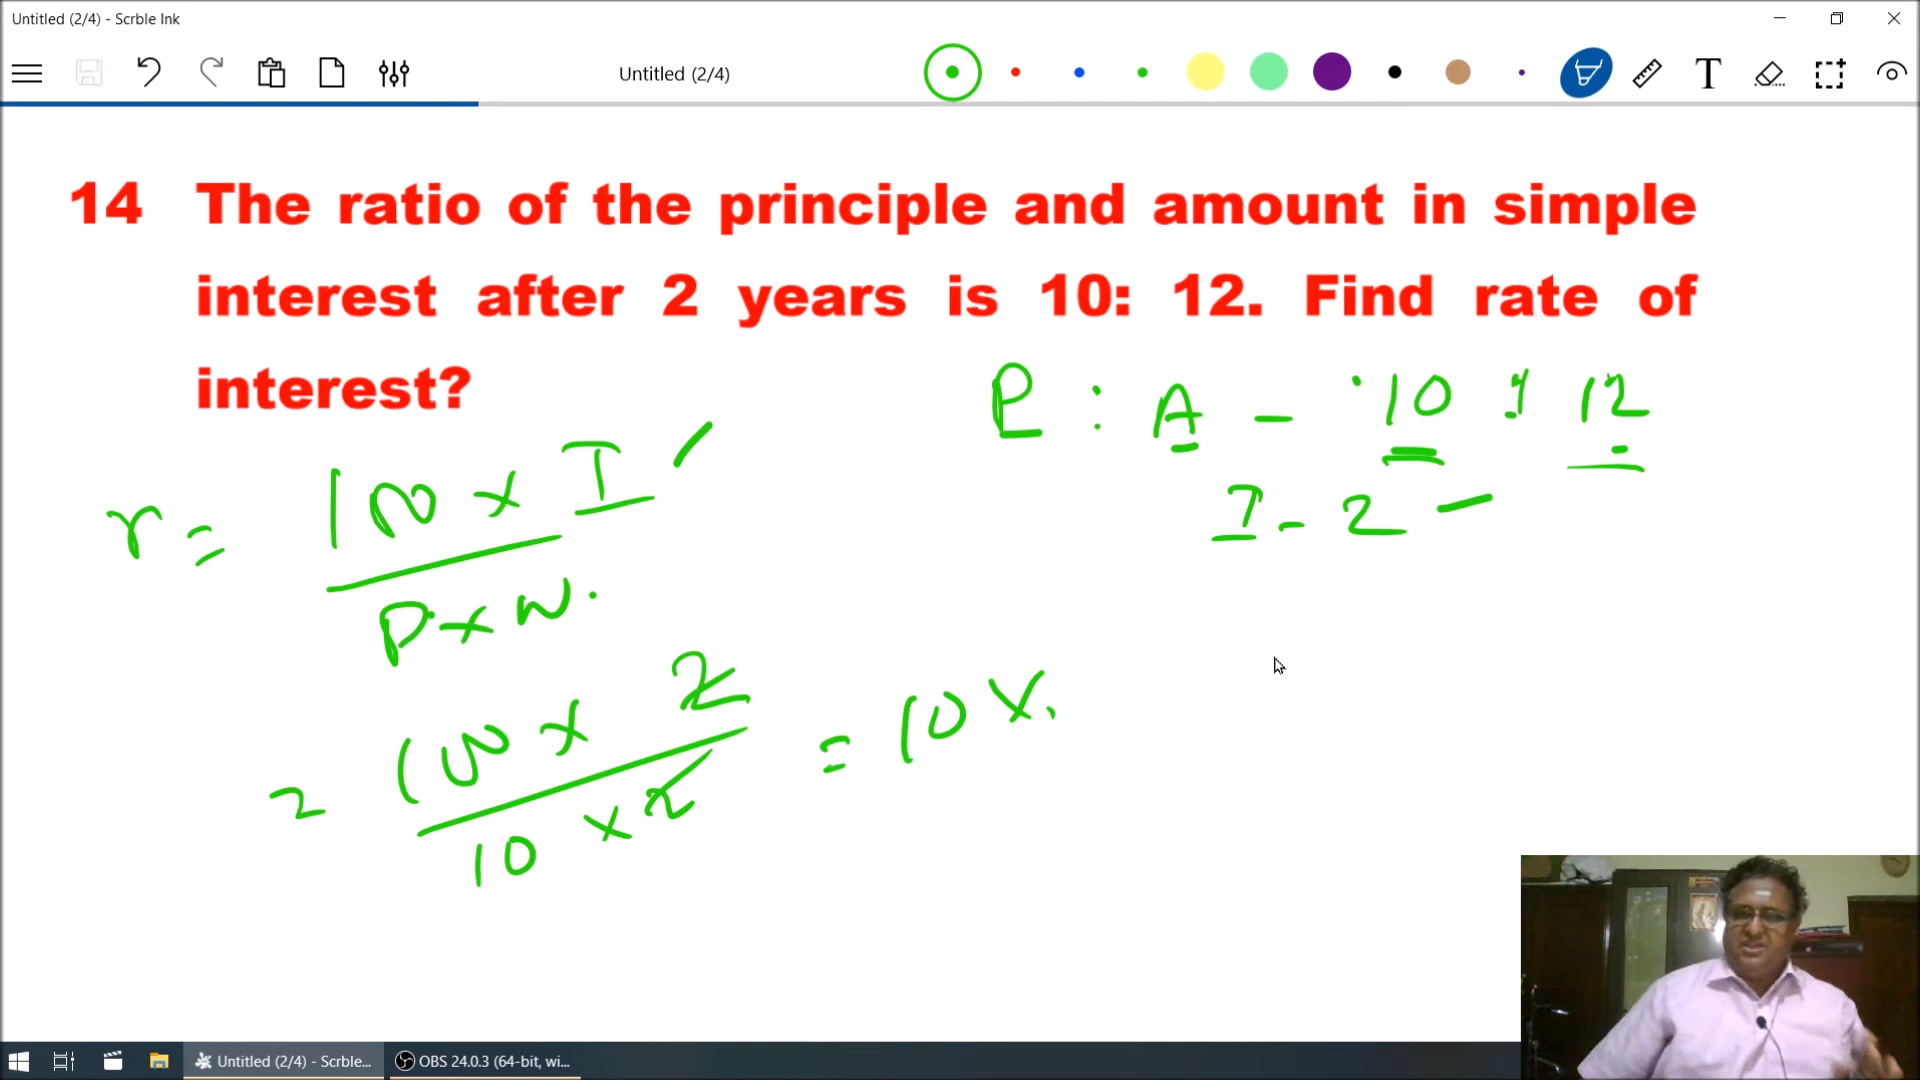 Untitled (2/4) - Scrble Ink
Untitled (2/4)
T
14 The ratio of the principle and amount in simple
interest after 2 years is 10: 12. Find rate of
interest?
P : A - 10 : 12
I - 2 -
r = 100 x I
P x N.
= 100 x 2 = 10 %.
10 x 2
Untitled (2/4) - Scrble...
OBS 24.0.3 (64-bit, wi...